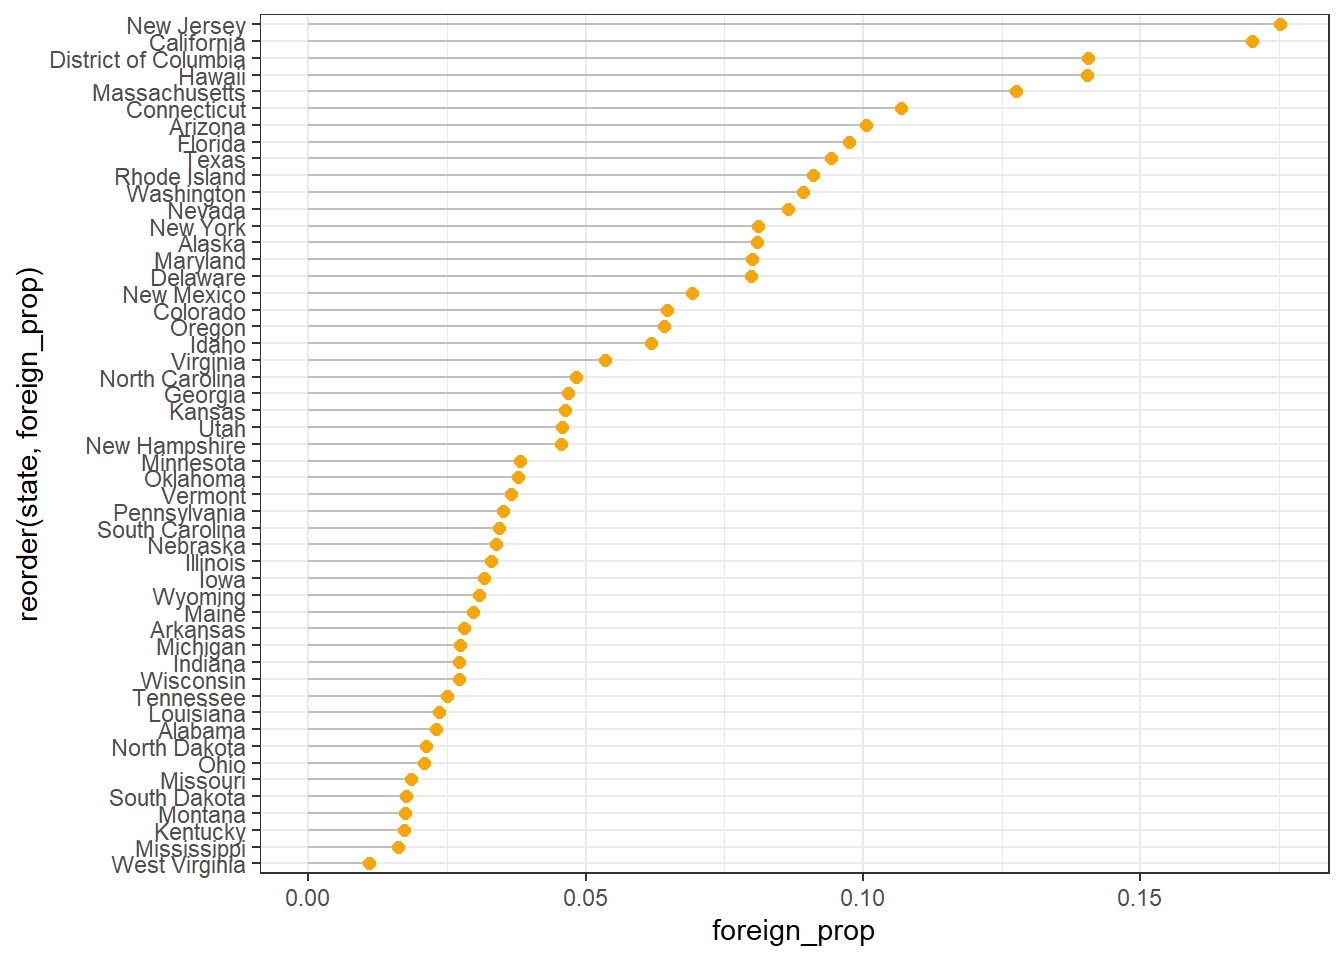 New Jersey
California
District of Columbia
Hawaii
Massachusetts
Connecticut
Arizona
Florida
Texas
Rhode Island
Washington
Nevada
New York
Alaska
Maryland
Delaware
New Mexico
Colorado
Oregon
Idaho
Virginia
North Carolina
Georgia
Kansas
Utah
New Hampshire
Minnesota
Oklahoma
Vermont
Pennsylvania
South Carolina
Nebraska
Illinois
Iowa
Wyoming
Maine
Arkansas
Michigan
Indiana
Wisconsin
Tennessee
Louisiana
Alabama
North Dakota
Ohio
Missouri
South Dakota
Montana
Kentucky
Mississippi
West Virginia
reorder(state, foreign_prop)
0.00 0.05 0.10 0.15
foreign_prop